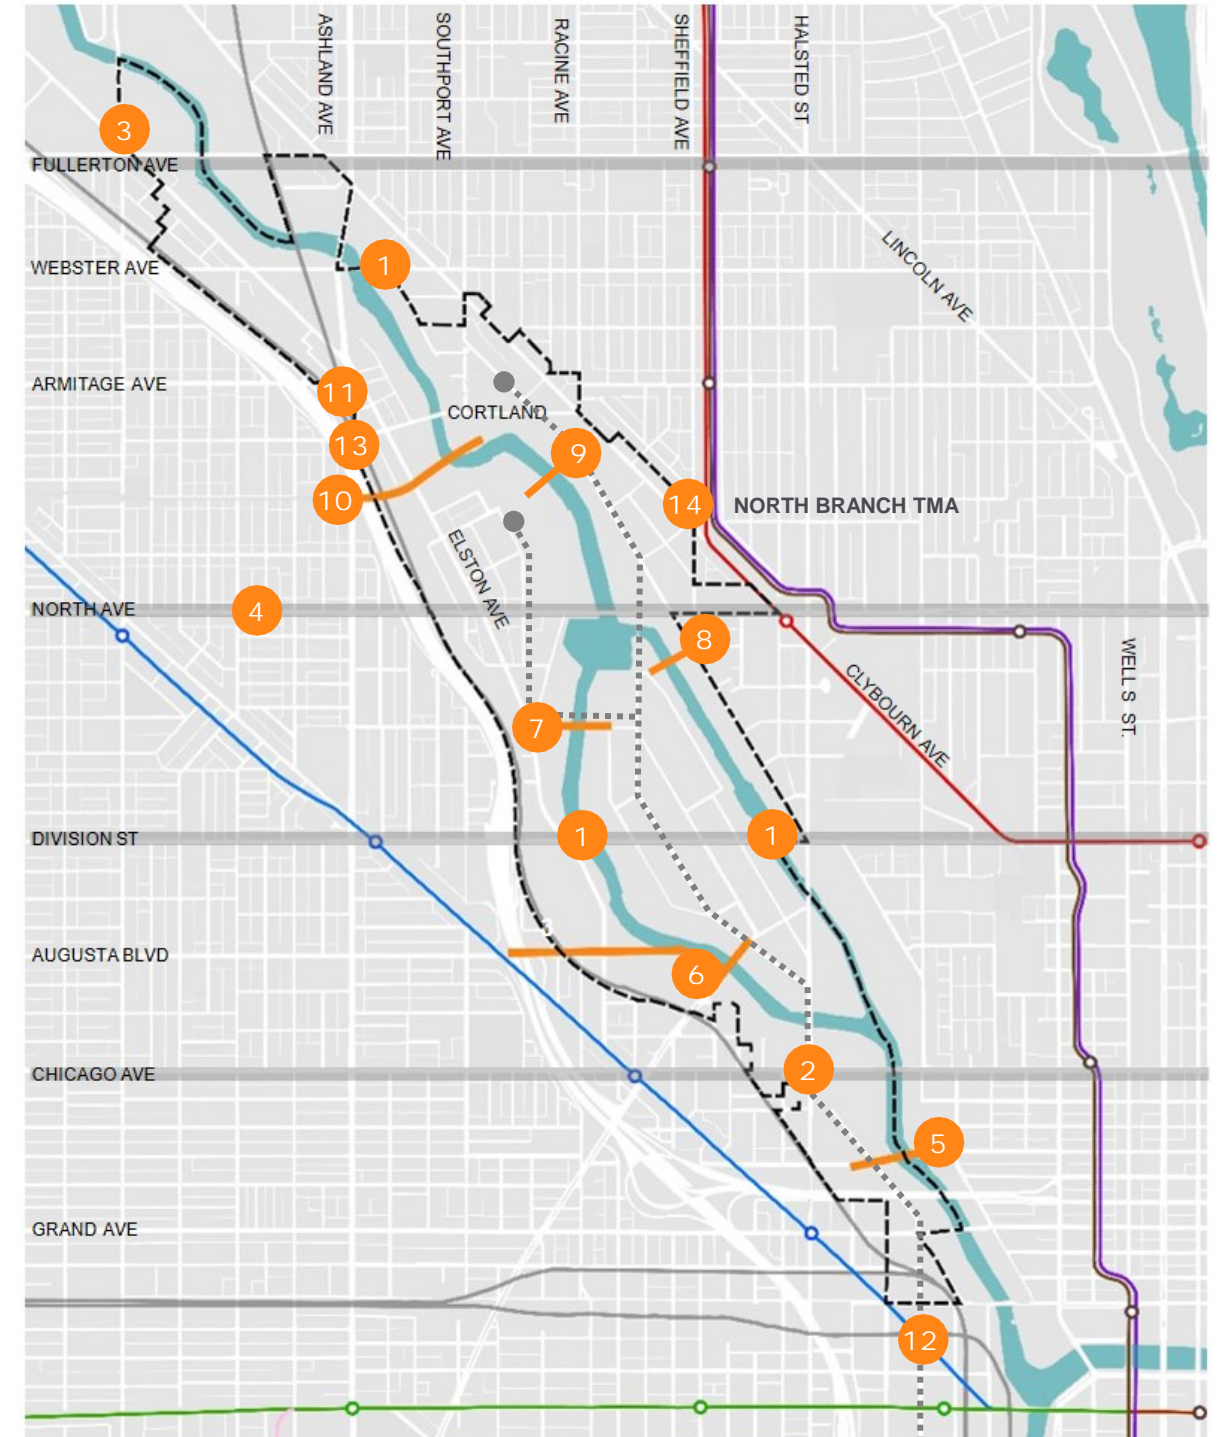 ASHLAND AVE
SOUTHPORT AVE
RACINE AVE
SHEFFIELD AVE
HALSTED ST
3
FULLERTON AVE
LINCOLN AVE
WEBSTER AVE
1
ARMITAGE AVE
11
CORTLAND
13
9
10
14
NORTH BRANCH TMA
ELSTON AVE
NORTH AVE
4
8
CLYBOURN AVE
WELLS ST.
7
DIVISION ST
1
1
AUGUSTA BLVD
6
CHICAGO AVE
2
5
GRAND AVE
12